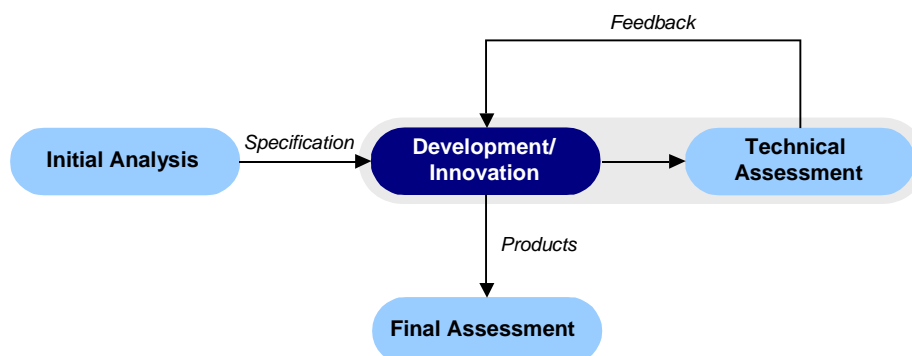 Feedback
Specification
Initial Analysis
Development/
Innovation
Technical
Assessment
Products
Final Assessment